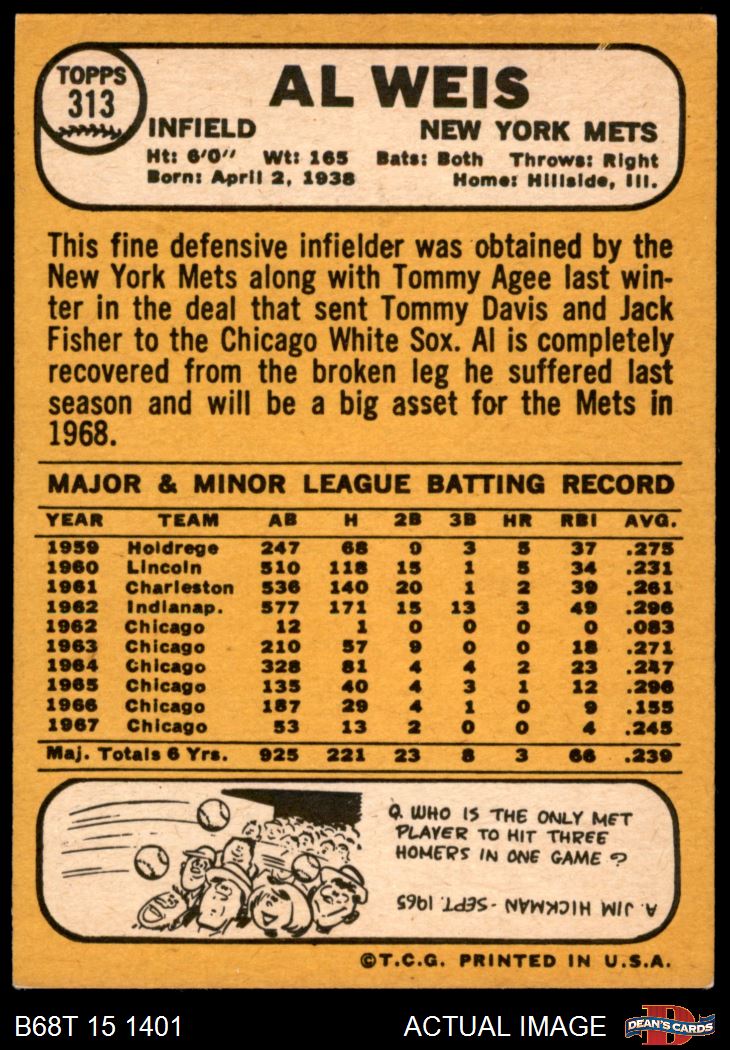 TOPPS
313
AL WEIS
INFIELD NEW YORK METS
Ht: 6'0" Wt: 165 Bats: Both Throws: Right
Born: April 2, 1938 Home: Hillside, Ill.
This fine defensive infielder was obtained by the
New York Mets along with Tommy Agee last win-
ter in the deal that sent Tommy Davis and Jack
Fisher to the Chicago White Sox. Al is completely
recovered from the broken leg he suffered last
season and will be a big asset for the Mets in
1968.
MAJOR & MINOR LEAGUE BATTING RECORD
YEAR TEAM AB H 2B 3B HR RBI AVG.
1959 Holdrege 247 68 9 3 5 37 .275
1960 Lincoln 510 118 15 1 5 34 .231
1961 Charleston 536 140 20 1 2 39 .261
1962 Indianap. 577 171 15 13 3 49 .296
1962 Chicago 12 1 0 0 0 0 .083
1963 Chicago 210 57 9 0 0 18 .271
1964 Chicago 328 81 4 4 2 23 .247
1965 Chicago 135 40 4 3 1 12 .296
1966 Chicago 187 29 4 1 0 9 .155
1967 Chicago 53 13 2 0 0 4 .245
Maj. Totals 6 Yrs. 925 221 23 8 3 66 .239
Q. WHO IS THE ONLY MET
PLAYER TO HIT THREE
HOMERS IN ONE GAME?
A. JIM HICKMAN - SEPT. 1965
©T.C.G. PRINTED IN U.S.A.
B68T 15 1401 ACTUAL IMAGE D DEAN'S CARDS